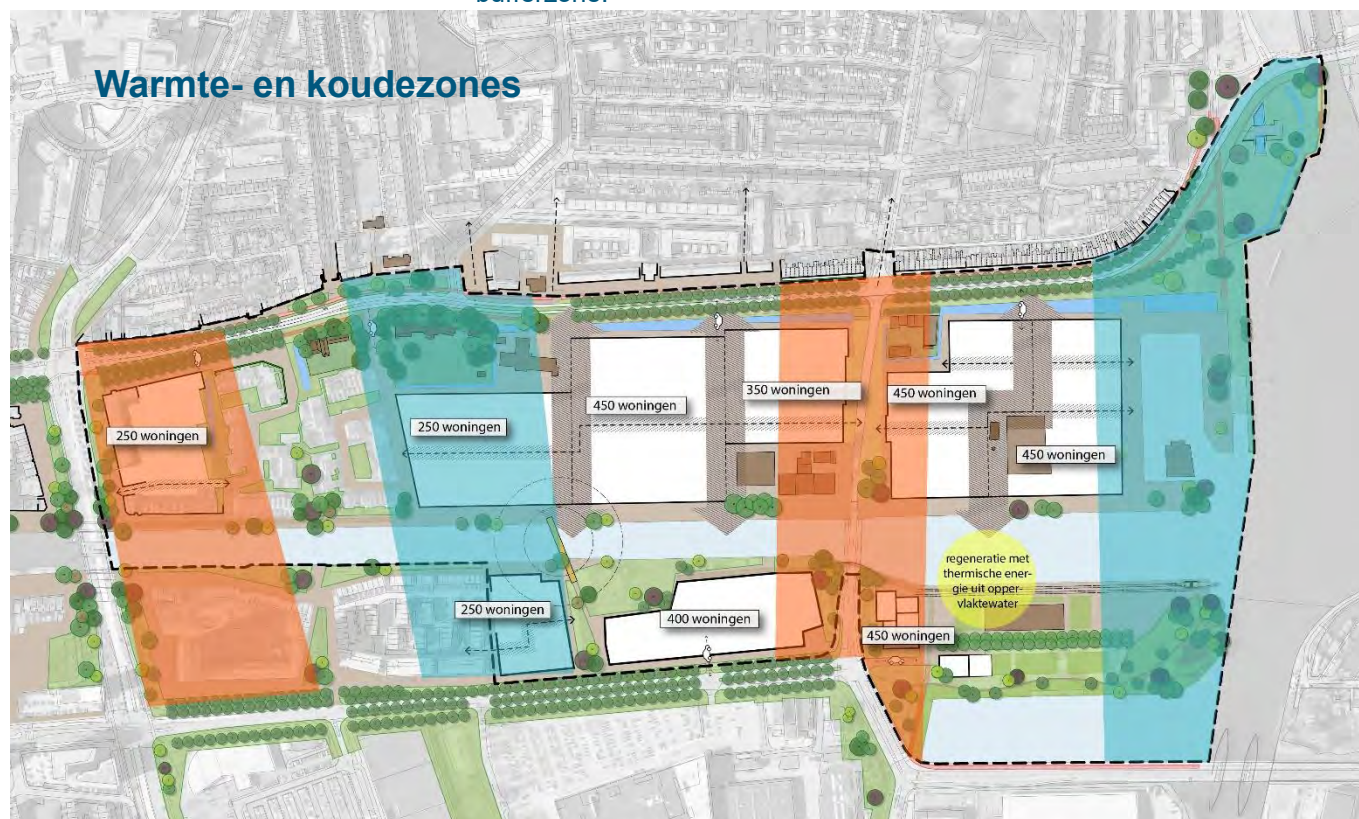 bufferzone.
Warmte- en koudezones
250 woningen
250 woningen
450 woningen
350 woningen
450 woningen
450 woningen
250 woningen
400 woningen
450 woningen
regeneratie met
thermische ener-
gie uit opper-
vlaktewater